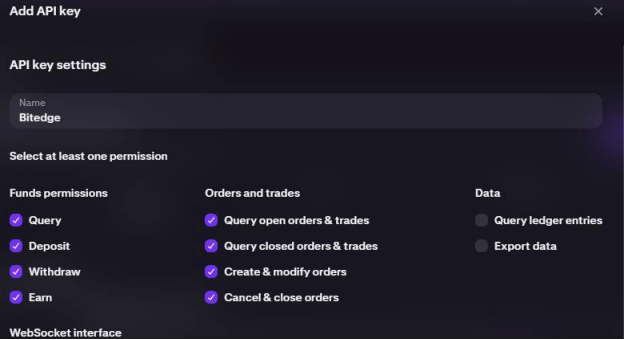 Add API key
API key settings
Name
Bitedge
Select at least one permission
Funds permissions Orders and trades Data
Query Query open orders & trades Query ledger entries
Deposit Query closed orders & trades Export data
Withdraw Create & modify orders
Earn Cancel & close orders
WebSocket interface